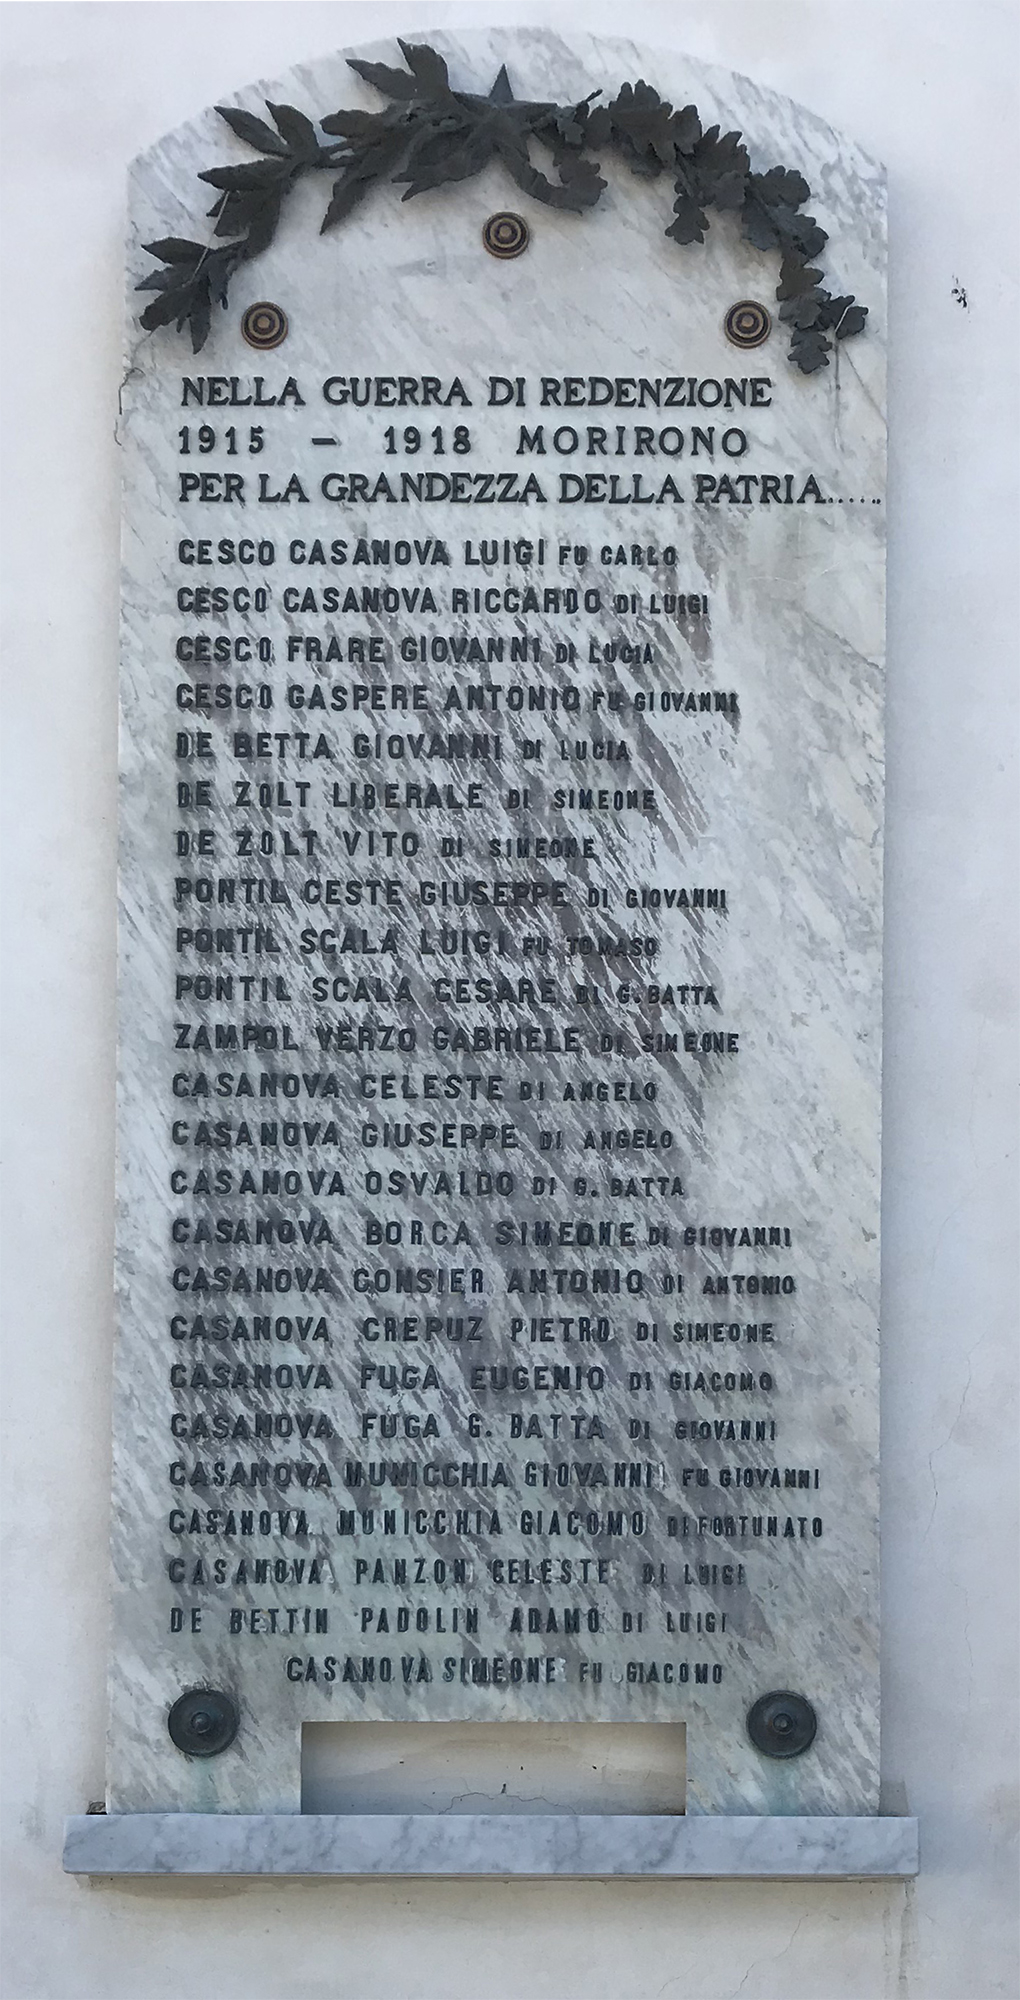 NELLA GUERRA DI REDENZIONE
1915 – 1918 MORIRONO
PER LA GRANDEZZA DELLA PATRIA.....
CESCO CASANOVA LUIGI FU CARLO
CESCO CASANOVA RICCARDO DI LUIGI
CESCO FRARE GIOVANNI DI LUCIA
CESCO GASPERE ANTONIO FU GIOVANNI
DE BETTA GIOVANNI DI LUCIA
DE ZOLT LIBERALE DI SIMEONE
DE ZOLT VITO DI SIMEONE
PONTIL CESTE GIUSEPPE DI GIOVANNI
PONTIL SCALA LUIGI FU TOMASO
PONTIL SCALA CESARE DI G. BATTA
ZAMPOL VERZO GABRIELE DI SIMEONE
CASANOVA CELESTE DI ANGELO
CASANOVA GIUSEPPE DI ANGELO
CASANOVA OSVALDO DI G. BATTA
CASANOVA BORCA SIMEONE DI GIOVANNI
CASANOVA CONSIER ANTONIO DI ANTONIO
CASANOVA CREPUZ PIETRO DI SIMEONE
CASANOVA FUGA EUGENIO DI GIACOMO
CASANOVA FUGA G. BATTA DI GIOVANNI
CASANOVA MUNICCHIA GIOVANNI FU GIOVANNI
CASANOVA MUNICCHIA GIACOMO DI FORTUNATO
CASANOVA PANZON CELESTE DI LUIGI
DE BETTIN PADOLIN ADAMO DI LUIGI
CASANOVA SIMEONE FU GIACOMO